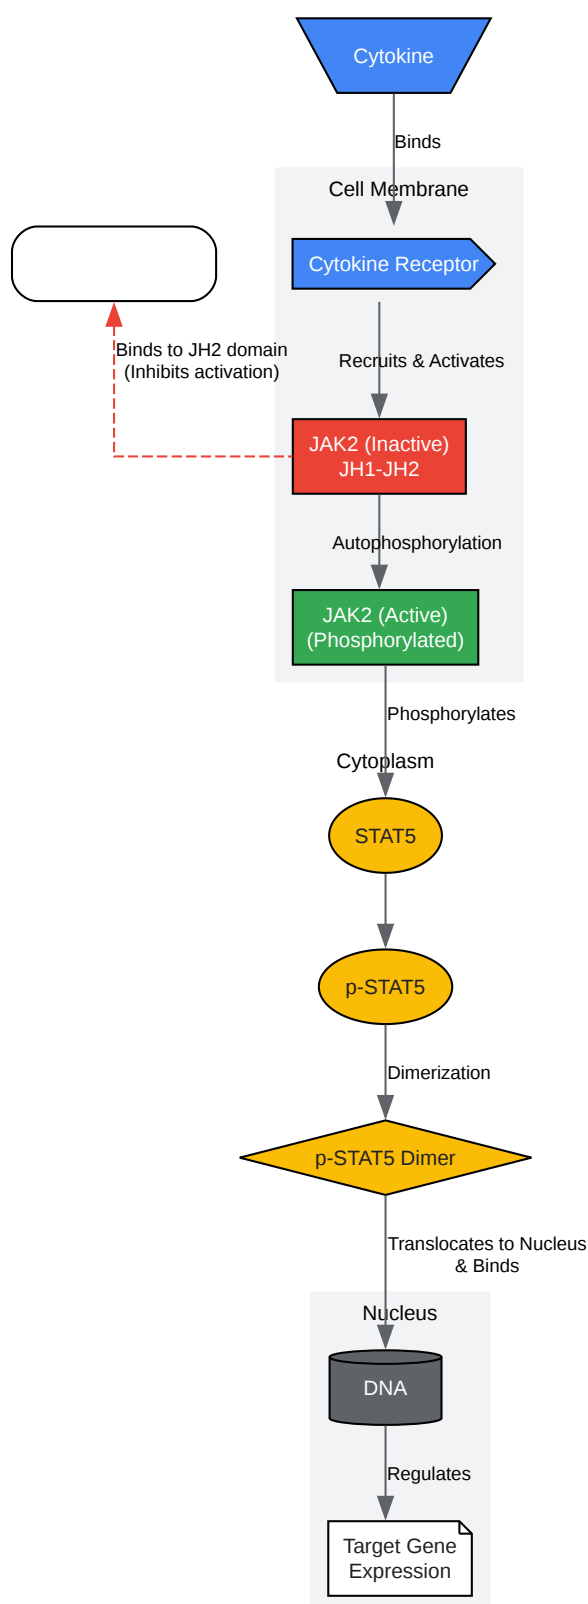 Cytokine
Binds
Cell Membrane
Cytokine Receptor
Binds to JH2 domain
(Inhibits activation)
Recruits & Activates
JAK2 (Inactive)
JH1-JH2
Autophosphorylation
JAK2 (Active)
(Phosphorylated)
Phosphorylates
Cytoplasm
STAT5
p-STAT5
Dimerization
p-STAT5 Dimer
Translocates to Nucleus
& Binds
Nucleus
DNA
Regulates
Target Gene
Expression